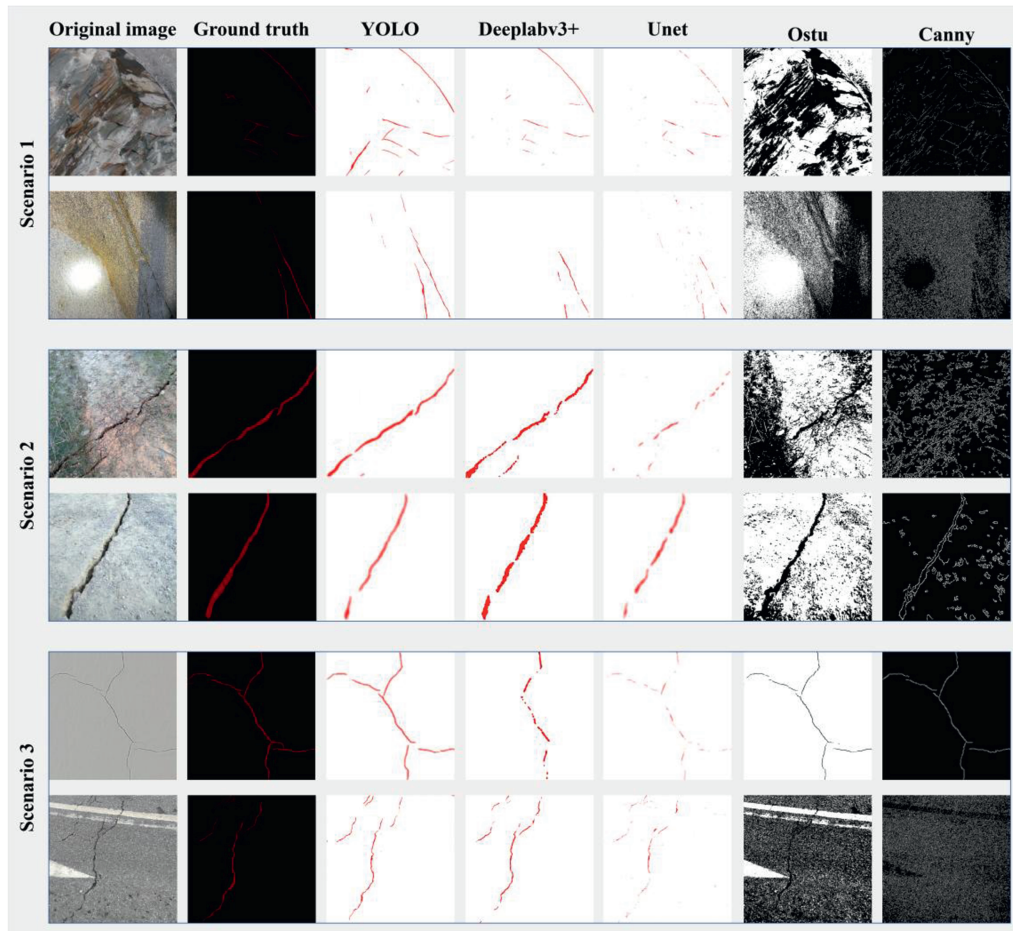 Original image Ground truth YOLO Deeplabv3+ Unet Ostu Canny
Scenario 1
Scenario 2
Scenario 3